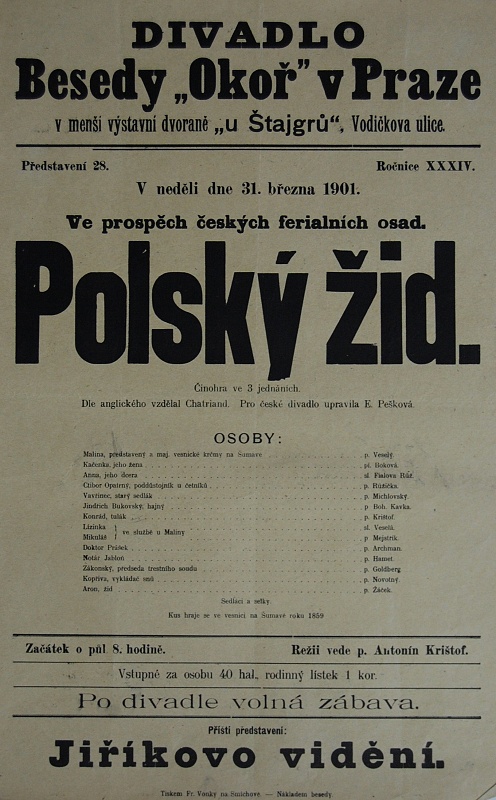 DIVADLO
Besedy „Okoř” v Praze
v menši výstavní dvoraně „u Štajgrů“, Vodičkova ulice.
Představení 28. Ročnice XXXIV.
V neděli dne 31. března 1901.
Ve prospěch českých ferialních osad.
Polský žid.
Činohra ve 3 jednáních.
Dle anglického vzdělal Chatriand. Pro české divadlo upravila E. Pešková.
OSOBY:
Malina, představený a maj. vesnické krčmy na Šumavě p. Veselý.
Kačenka, jeho žena pí. Boková.
Anna, jeho dcera sl Fialova Růž.
Ctibor Opatrný, poddůstojník u četníků p. Růžička.
Vavřinec, starý sedlák p. Michlovský.
Jindřich Bukovský, hajný p Boh. Kavka.
Konrád, tulák p. Krištof.
Lizinka sl. Veselá.
ve službě u Maliny
Mikuláš p Mejstřík.
Doktor Prášek p. Archman.
Notář Jabloň p. Hamet
Zákonský, předseda trestního soudu p. Goldberg
Kopřiva, vykládač snů p. Novotný.
Aron, žid p. Žáček.
Sedláci a selky.
Kus hraje se ve vesnici na Šumavě roku 1859
Začátek o půl 8. hodině. Režii vede p. Antonín Krištof.
Vstupné za osobu 40 hal., rodinný lístek 1 kor.
Po divadle volná zábava.
Příští představení:
Jiříkovo vidění.
Tiskem Fr. Vonky na Smíchově. — Nákladem besedy.